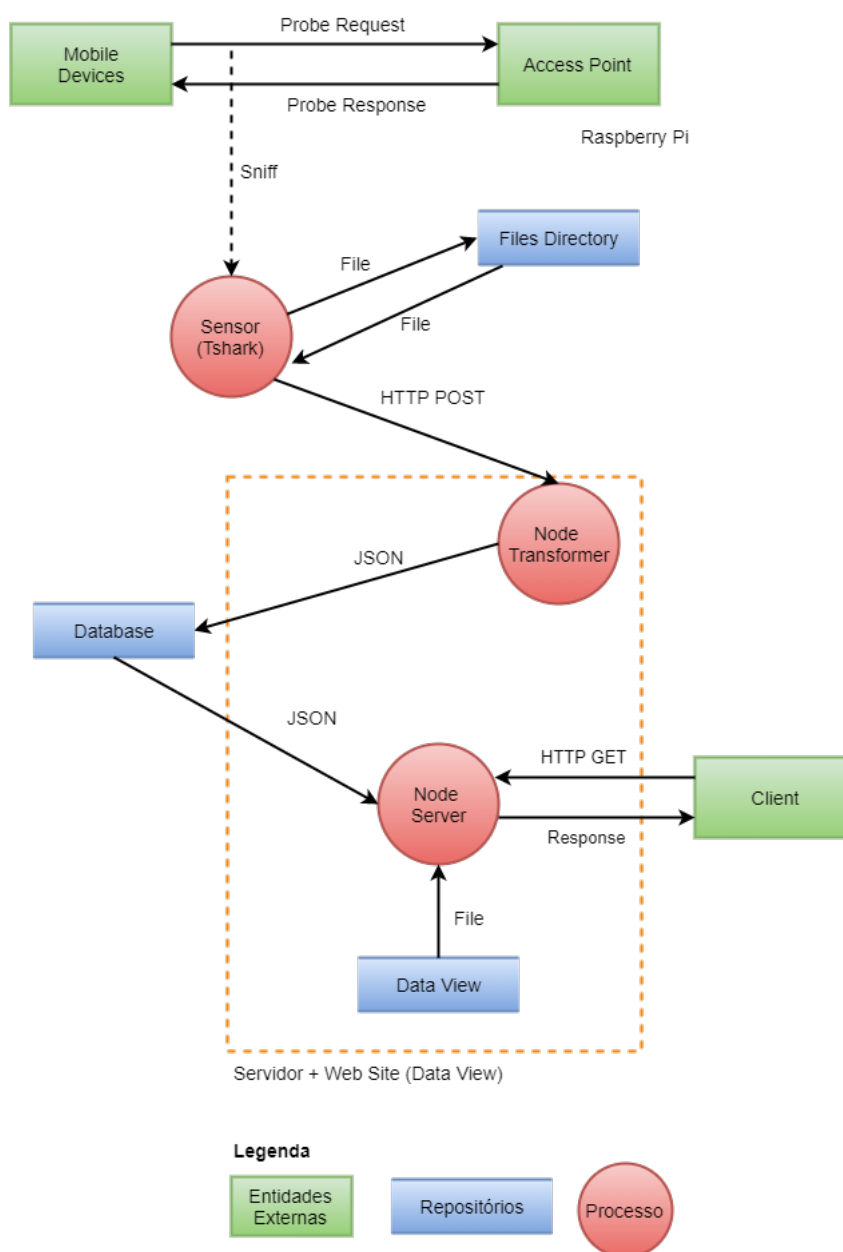 Probe Request
Mobile
Devices
Access Point
Probe Response
Raspberry Pi
Sniff
Files Directory
File
File
Sensor
(Tshark)
HTTP POST
Node
Transformer
JSON
Database
JSON
HTTP GET
Node
Server
Client
Response
File
Data View
Servidor + Web Site (Data View)
Legenda
Entidades
Externas
Repositórios
Processo